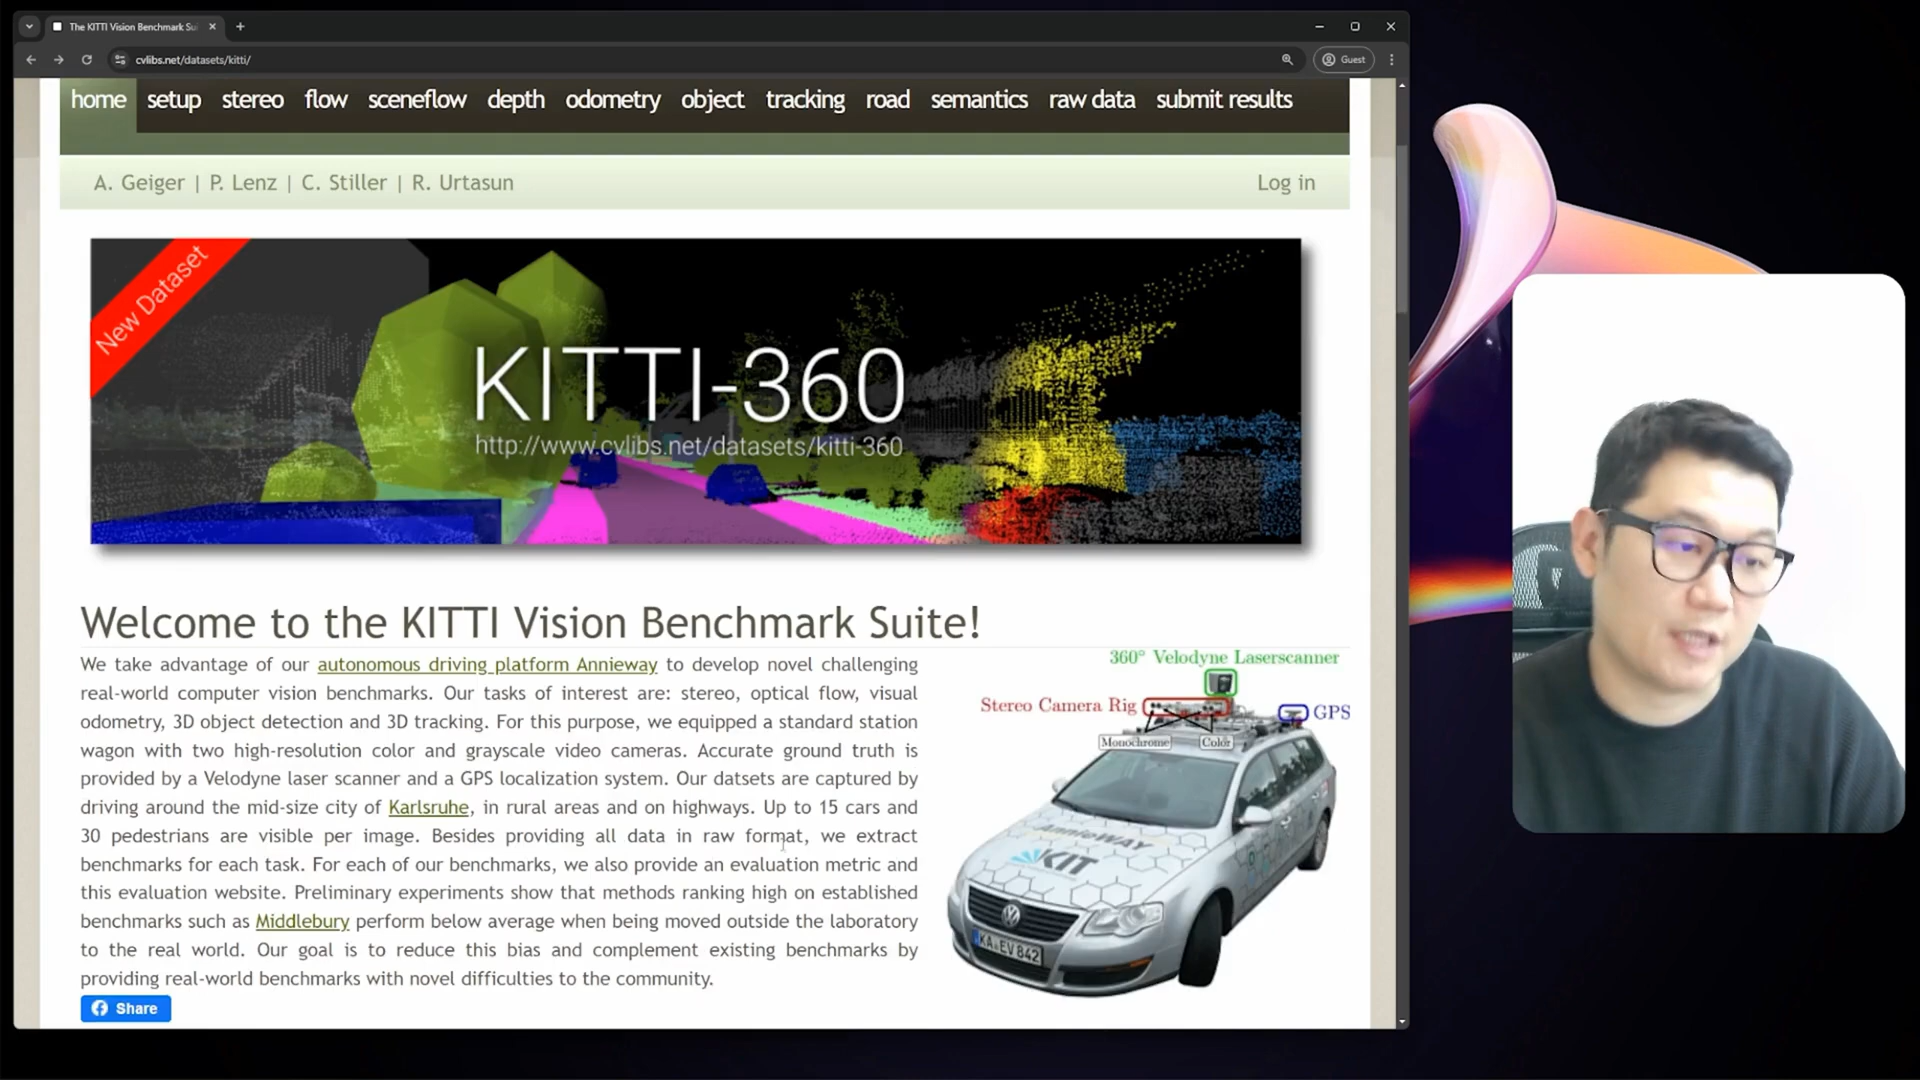 The KITTI Vision Benchmark Su
cvlibs.net/datasets/kitti/
Guest
home setup stereo flow sceneflow depth odometry object tracking road semantics raw data submit results
A. Geiger | P. Lenz | C. Stiller | R. Urtasun
Log in
New Dataset
KITTI-360
http://www.cvlibs.net/datasets/kitti-360
Welcome to the KITTI Vision Benchmark Suite!
We take advantage of our autonomous driving platform Annieway to develop novel challenging
real-world computer vision benchmarks. Our tasks of interest are: stereo, optical flow, visual
odometry, 3D object detection and 3D tracking. For this purpose, we equipped a standard station
wagon with two high-resolution color and grayscale video cameras. Accurate ground truth is
provided by a Velodyne laser scanner and a GPS localization system. Our datsets are captured by
driving around the mid-size city of Karlsruhe, in rural areas and on highways. Up to 15 cars and
30 pedestrians are visible per image. Besides providing all data in raw format, we extract
benchmarks for each task. For each of our benchmarks, we also provide an evaluation metric and
this evaluation website. Preliminary experiments show that methods ranking high on established
benchmarks such as Middlebury perform below average when being moved outside the laboratory
to the real world. Our goal is to reduce this bias and complement existing benchmarks by
providing real-world benchmarks with novel difficulties to the community.
Share
360° Velodyne Laserscanner
Stereo Camera Rig
GPS
Monochrome
Color
AnnieWAY
KIT
KA EV 842